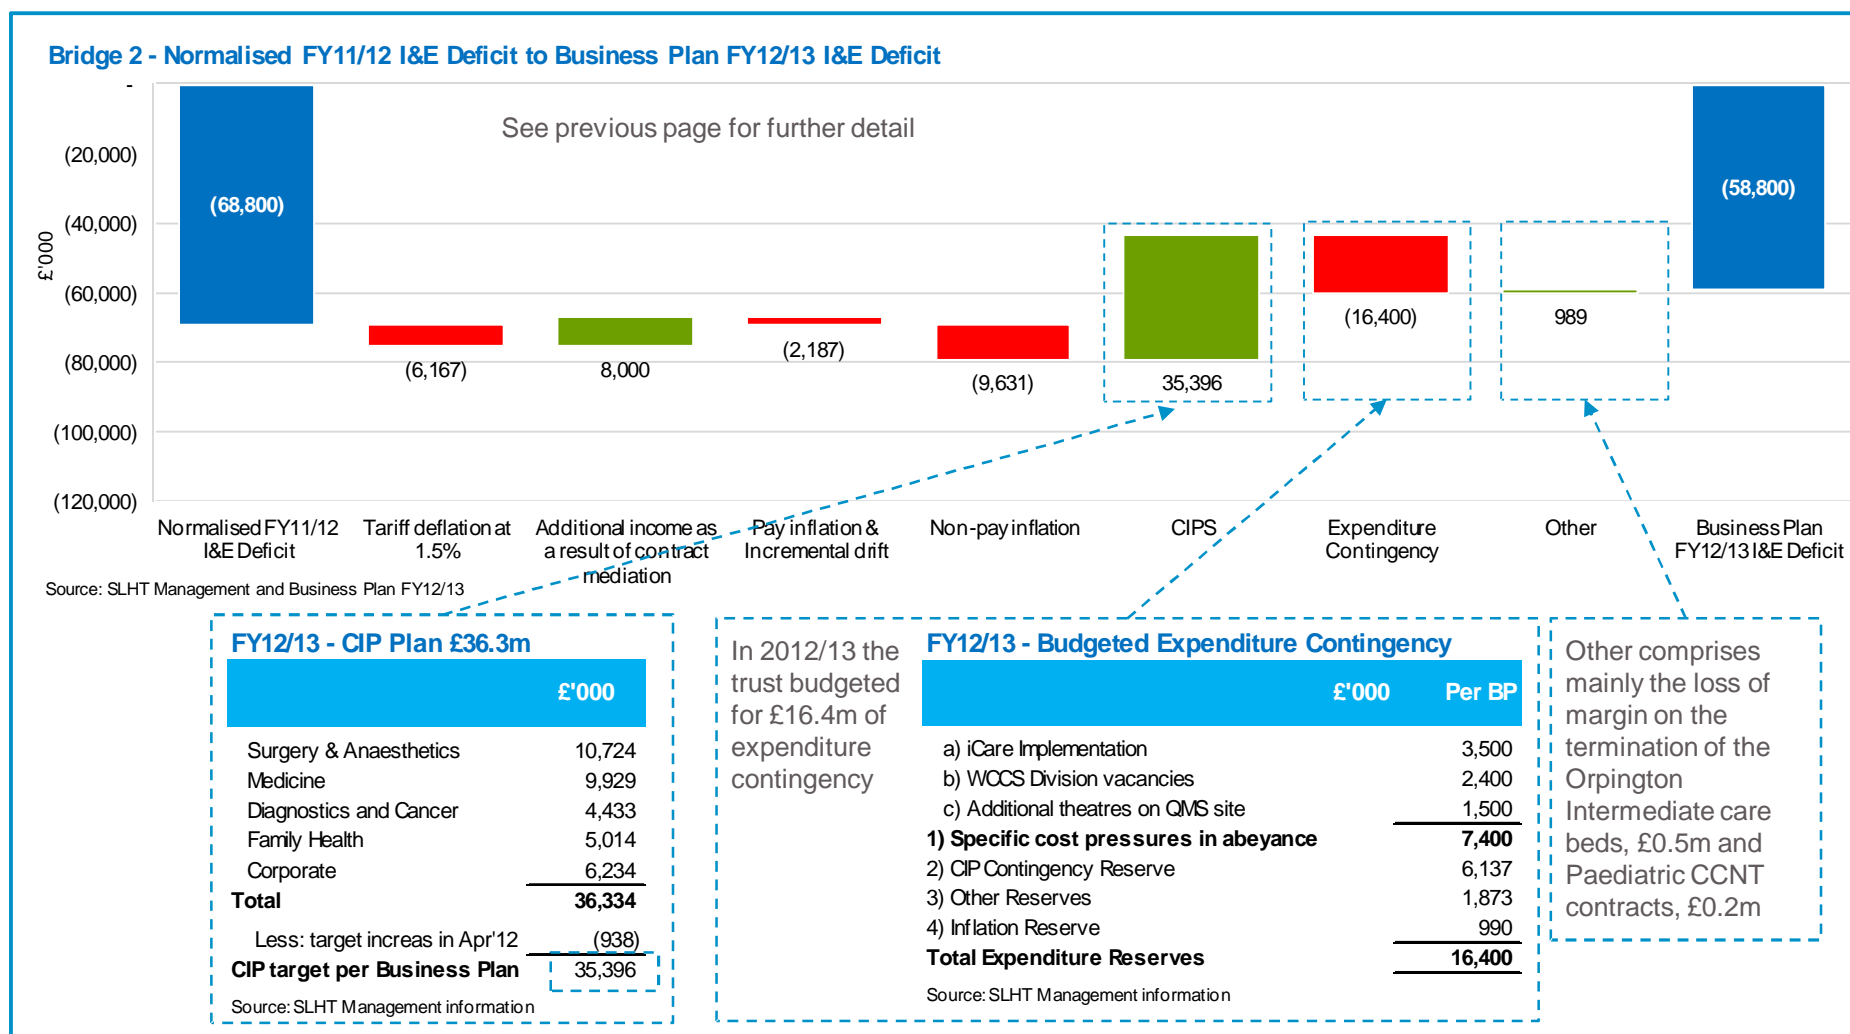 Bridge 2 - Normalised FY11/12 I&E Deficit to Business Plan FY12/13 I&E Deficit
See previous page for further detail
£'000
-
(20,000)
(40,000)
(60,000)
(80,000)
(100,000)
(120,000)
(68,800)
(6,167)
8,000
(2,187)
(9,631)
35,396
(16,400)
989
(58,800)
Normalised FY11/12
I&E Deficit
Tariff deflation at
1.5%
Additional income as
a result of contract
mediation
Pay inflation &
Incremental drift
Non-pay inflation
CIPS
Expenditure
Contingency
Other
Business Plan
FY12/13 I&E Deficit
Source: SLHT Management and Business Plan FY12/13
FY12/13 - CIP Plan £36.3m
£'000
Surgery & Anaesthetics 10,724
Medicine 9,929
Diagnostics and Cancer 4,433
Family Health 5,014
Corporate 6,234
Total 36,334
Less: target increas in Apr'12 (938)
CIP target per Business Plan 35,396
Source: SLHT Management information
In 2012/13 the
trust budgeted
for £16.4m of
expenditure
contingency
FY12/13 - Budgeted Expenditure Contingency
£'000 Per BP
a) iCare Implementation 3,500
b) WCCS Division vacancies 2,400
c) Additional theatres on QMS site 1,500
1) Specific cost pressures in abeyance 7,400
2) CIP Contingency Reserve 6,137
3) Other Reserves 1,873
4) Inflation Reserve 990
Total Expenditure Reserves 16,400
Source: SLHT Management information
Other comprises
mainly the loss of
margin on the
termination of the
Orpington
Intermediate care
beds, £0.5m and
Paediatric CCNT
contracts, £0.2m